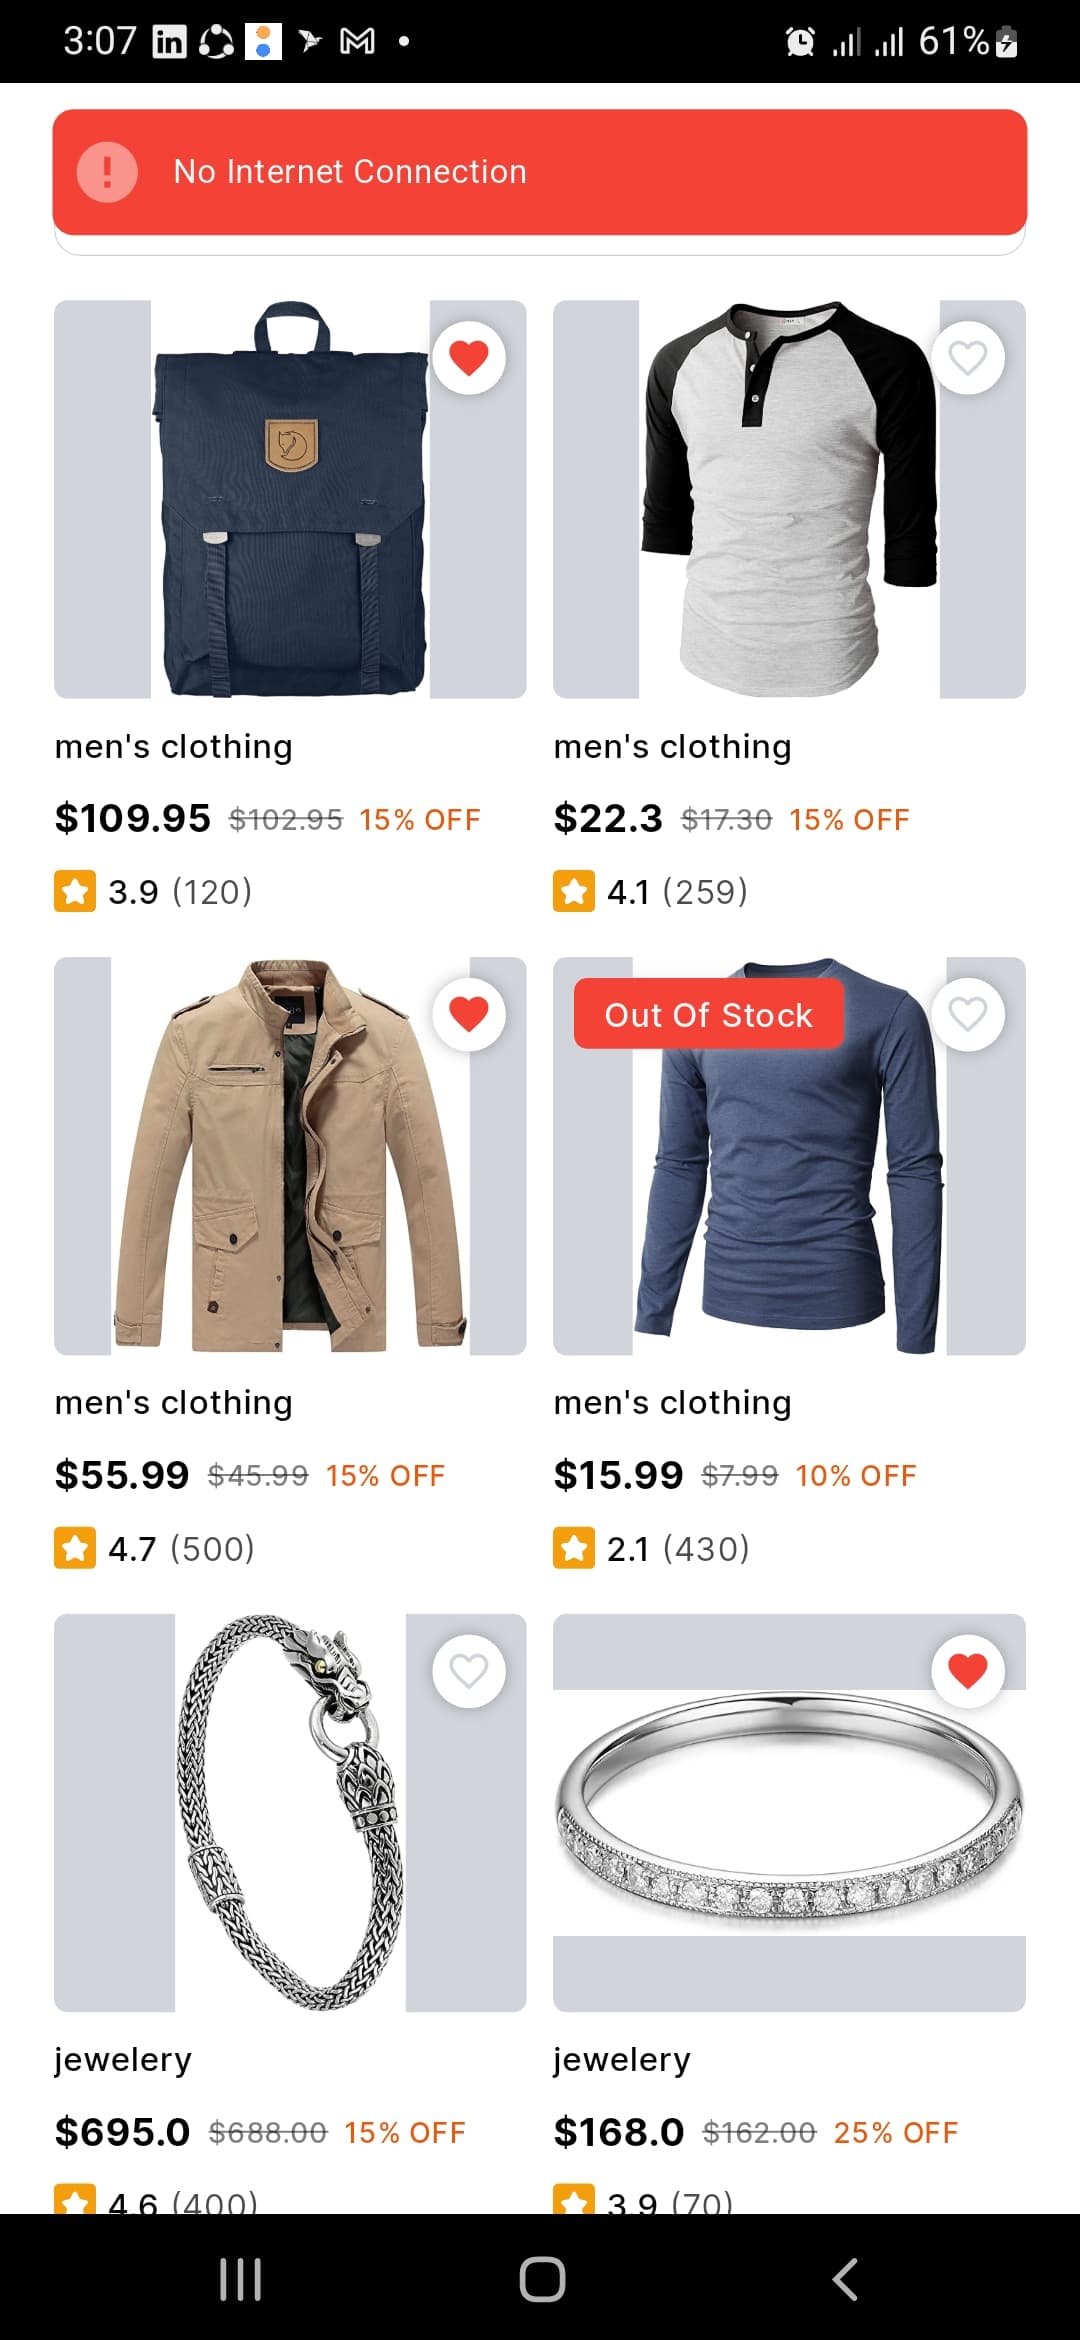 3:07 61%
No Internet Connection
men's clothing men's clothing
$109.95 $102.95 15% OFF $22.3 $17.30 15% OFF
3.9 (120) 4.1 (259)
Out Of Stock
men's clothing men's clothing
$55.99 $45.99 15% OFF $15.99 $7.99 10% OFF
4.7 (500) 2.1 (430)
jewelery jewelery
$695.0 $688.00 15% OFF $168.0 $162.00 25% OFF
4.6 (400) 3.9 (70)